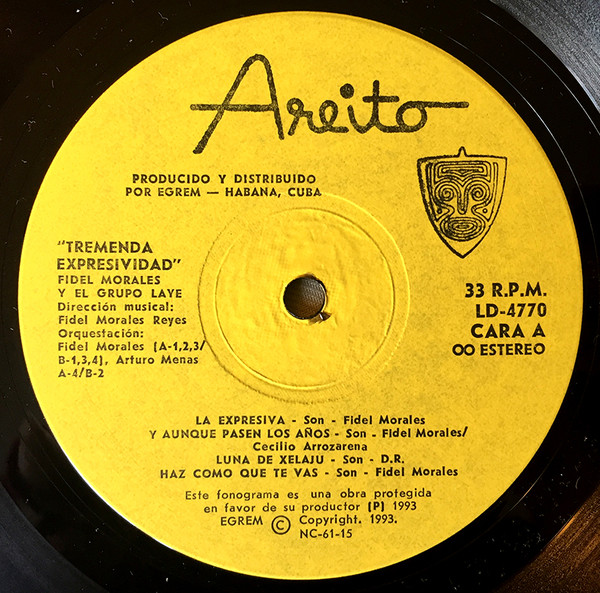 Areito
PRODUCIDO Y DISTRIBUIDO
POR EGREM — HABANA, CUBA
"TREMENDA
EXPRESIVIDAD"
FIDEL MORALES
Y EL GRUPO LAYE
Dirección musical:
Fidel Morales Reyes
Orquestación:
Fidel Morales (A-1,2,3/
B-1,3,4), Arturo Menas
A-4/B-2
33 R.P.M.
LD-4770
CARA A
OO ESTEREO
LA EXPRESIVA - Son - Fidel Morales
Y AUNQUE PASEN LOS AÑOS - Son - Fidel Morales/
Cecilio Arrozarena
LUNA DE XELAJU - Son - D.R.
HAZ COMO QUE TE VAS - Son - Fidel Morales
Este fonograma es una obra protegida
en favor de su productor (P) 1993
EGREM © Copyright. 1993.
NC-61-15